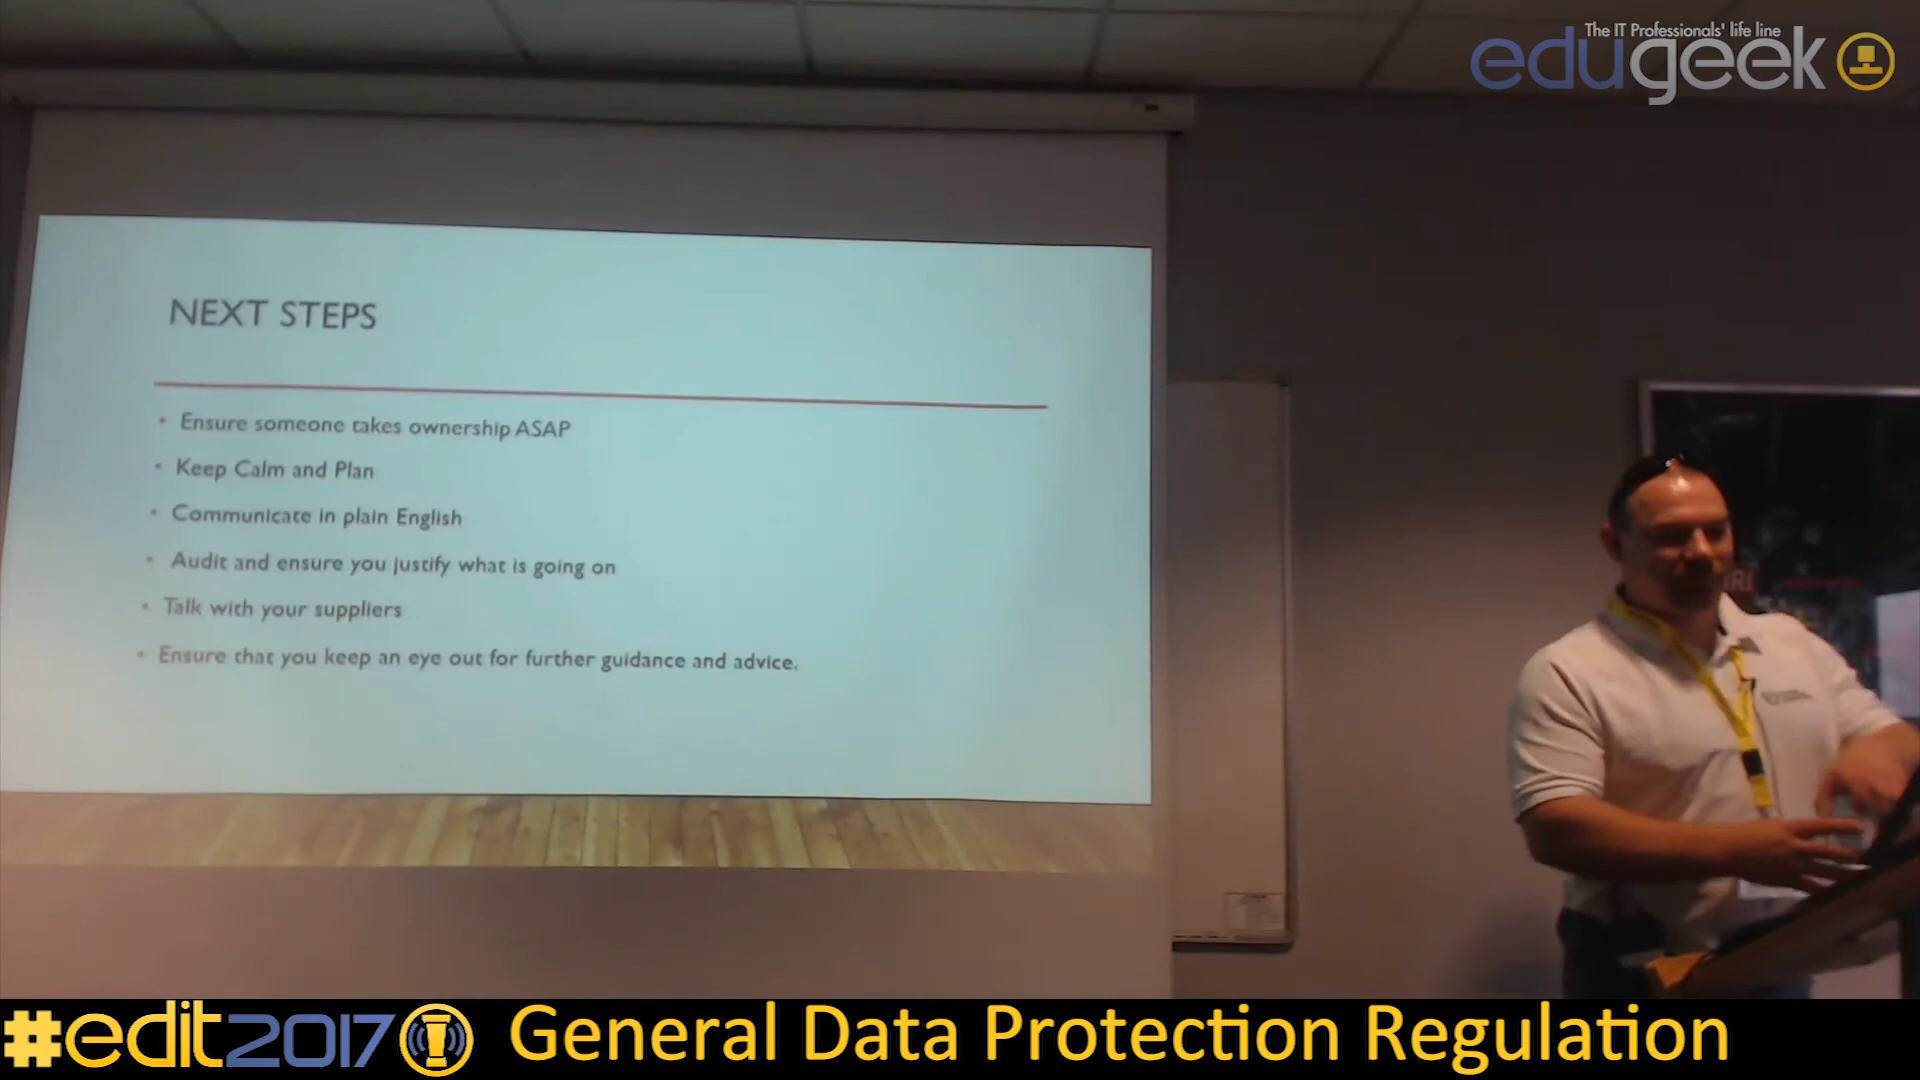 The IT Professionals' life line
edugeek
NEXT STEPS
• Ensure someone takes ownership ASAP
• Keep Calm and Plan
• Communicate in plain English
• Audit and ensure you justify what is going on
• Talk with your suppliers
• Ensure that you keep an eye out for further guidance and advice.
#edit2017 General Data Protection Regulation